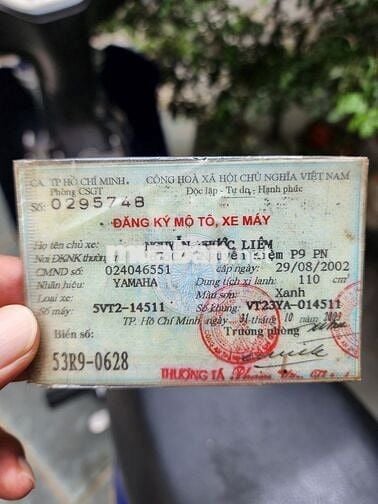 CA. TP HỒ CHÍ MINH CỘNG HOÀ XÃ HỘI CHỦ NGHĨA VIỆT NAM
Phòng CSGT Độc lập - Tự do - Hạnh phúc
Số: 0295748
ĐĂNG KÝ MÔ TÔ, XE MÁY
Họ tên chủ xe: LIÊM
Nơi ĐKNK thường P9 PN
CMND số: 024046551 cấp ngày: 29/08/2002
Nhãn hiệu: YAMAHA Dung tích xi lanh: 110 cm³
Loại xe: Màu sơn: Xanh
Số máy: 5VT2-14511 Số khung: VT23YA-014511
TP. Hồ Chí Minh, ngày 31 tháng 10 năm
Biển số: Trưởng phòng
53R9-0628
THƯỢNG TÁ